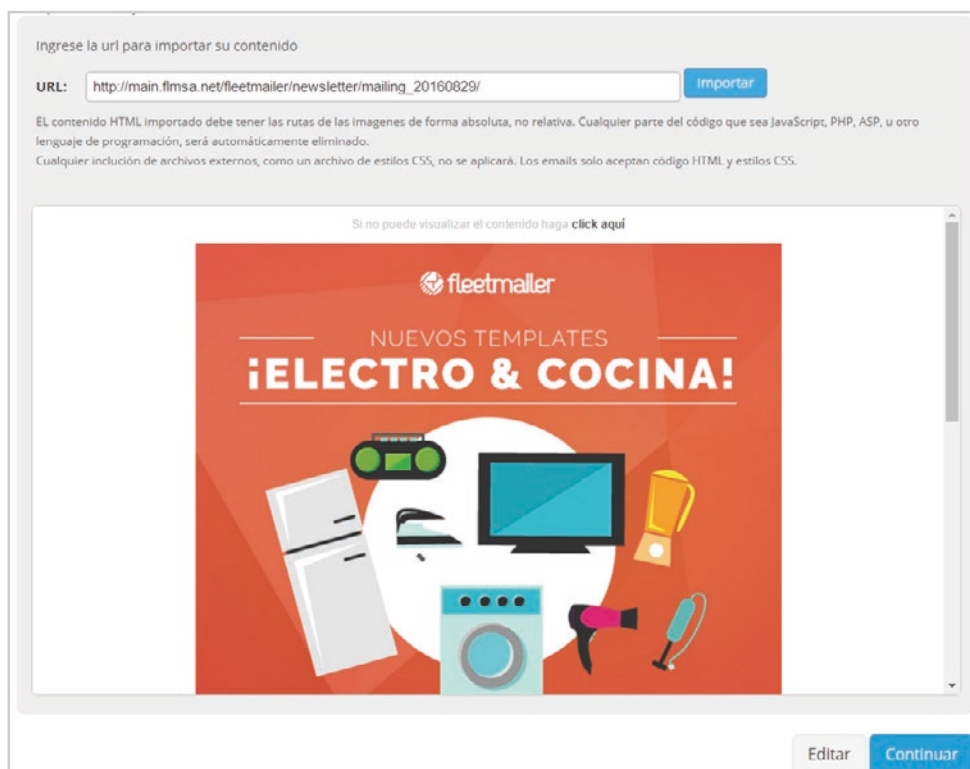 Ingrese la url para importar su contenido
URL: http://main.flmsa.net/fleetmailer/newsletter/mailing_20160829/ Importar
EL contenido HTML importado debe tener las rutas de las imagenes de forma absoluta, no relativa. Cualquier parte del código que sea JavaScript, PHP, ASP, u otro
lenguaje de programación, será automáticamente eliminado.
Cualquier inclución de archivos externos, como un archivo de estilos CSS, no se aplicará. Los emails solo aceptan código HTML y estilos CSS.
Si no puede visualizar el contenido haga click aquí
fleetmailer
NUEVOS TEMPLATES
¡ELECTRO & COCINA!
Editar Continuar